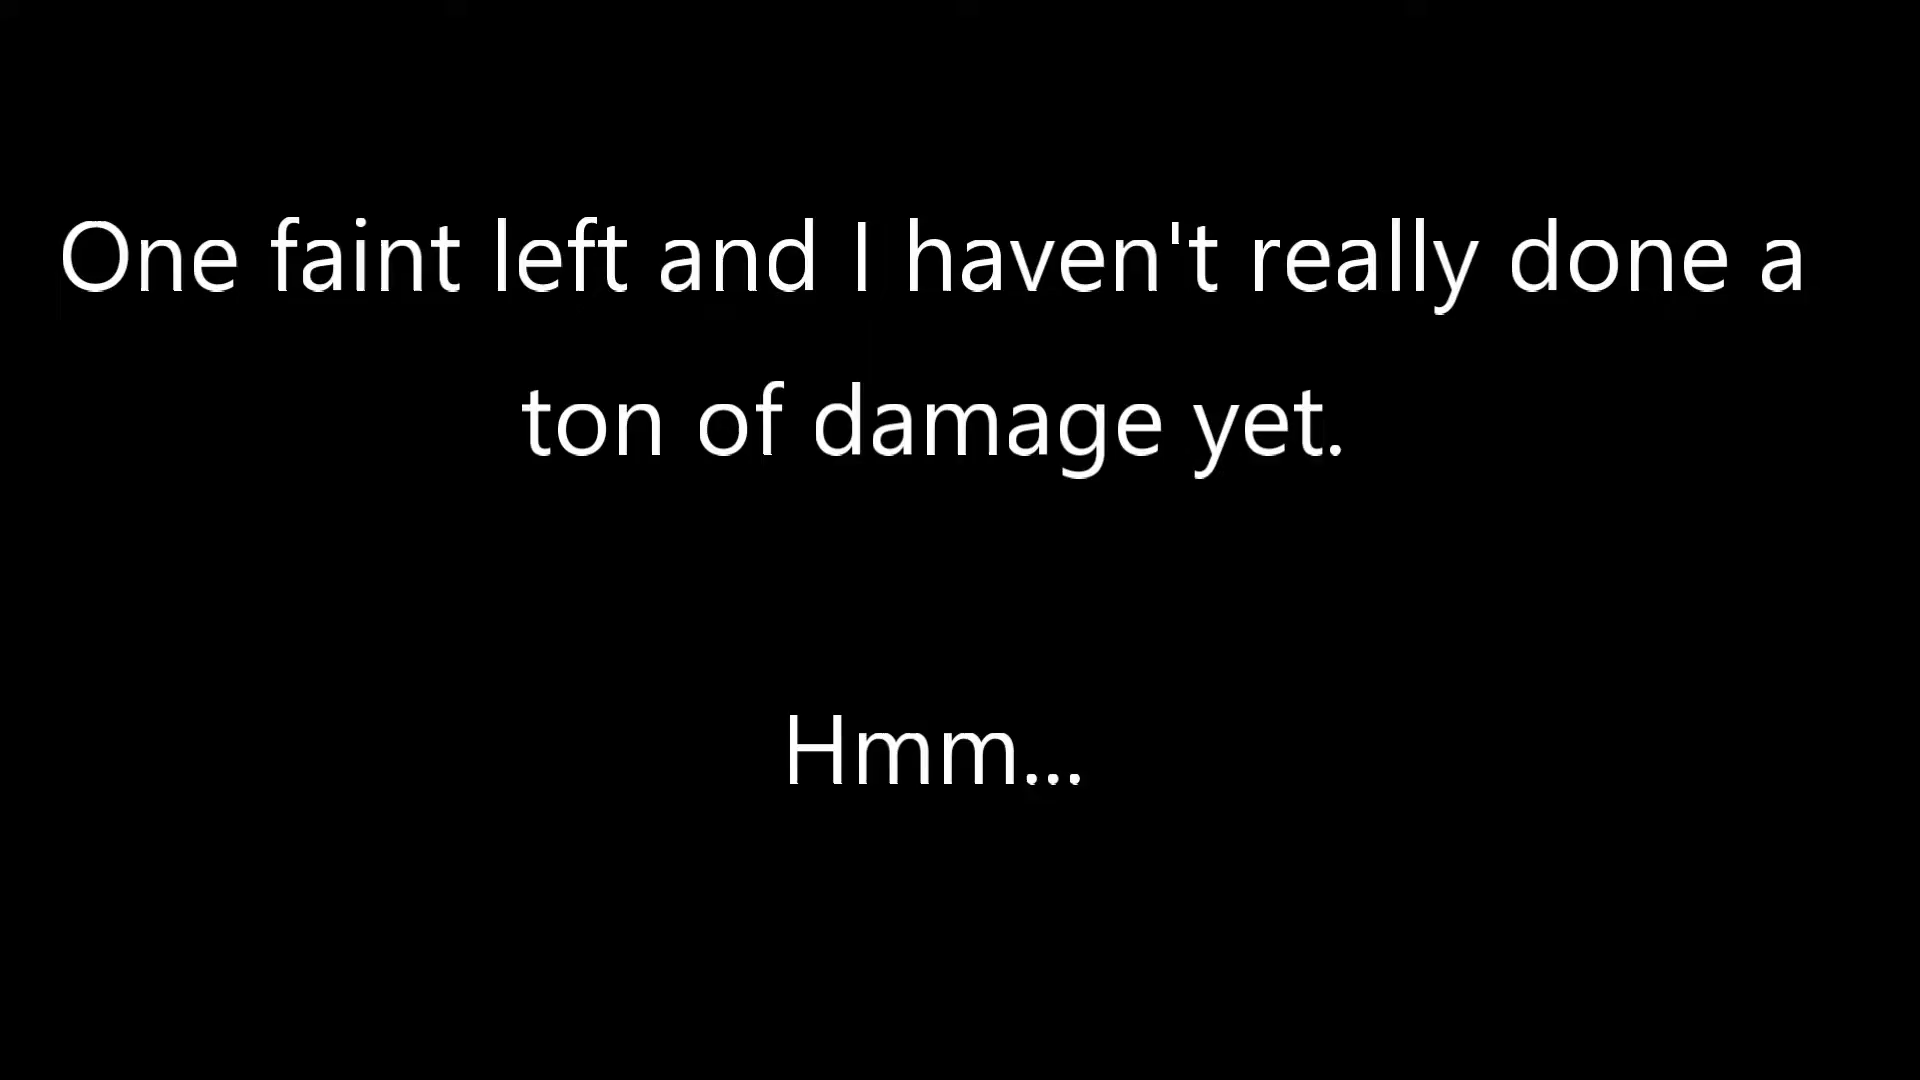 One faint left and I haven't really done a
ton of damage yet.
Hmm...